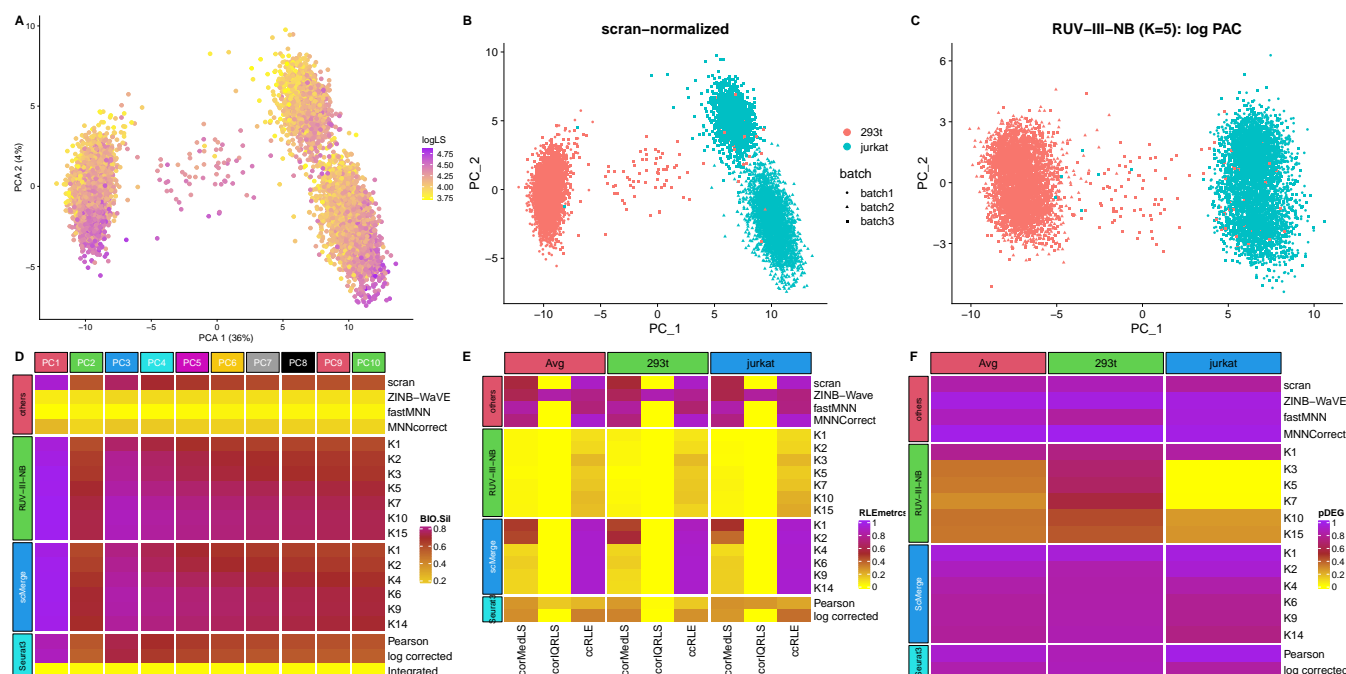 A
10
5
0
−5
−10
−5
0
5
10
PCA 2 (4%)
PCA 1 (36%)
logLS
4.75
4.50
4.25
4.00
3.75
B
scran−normalized
10
5
0
−5
−10
−5
0
5
10
PC_2
PC_1
293t
jurkat
batch
batch1
batch2
batch3
C
RUV−III−NB (K=5): log PAC
6
3
0
−3
−10
−5
0
5
10
PC_2
PC_1
D
PC1 PC2 PC3 PC4 PC5 PC6 PC7 PC8 PC9 PC10
others
scran
ZINB−WaVE
fastMNN
MNNcorrect
RUV−III−NB
K1
K2
K3
K5
K7
K10
K15
scMerge
K1
K2
K4
K6
K9
K14
Seurat3
Pearson
log corrected
Integrated
BIO.Sil
0.8
0.6
0.4
0.2
E
Avg 293t jurkat
others
scran
ZINB−Wave
fastMNN
MNNCorrect
RUV−III−NB
K1
K2
K3
K5
K7
K10
K15
scMerge
K1
K2
K4
K6
K9
K14
Seurat3
Pearson
log corrected
corMedLS corIQRLS ccRLE corMedLS corIQRLS ccRLE corMedLS corIQRLS ccRLE
RLEmetrcs
1
0.8
0.6
0.4
0.2
0
F
Avg 293t jurkat
others
scran
ZINB−WaVE
fastMNN
MNNCorrect
RUV−III−NB
K1
K3
K5
K7
K10
K15
ScMerge
K1
K2
K4
K6
K9
K14
Seurat3
Pearson
log corrected
pDEG
1
0.8
0.6
0.4
0.2
0